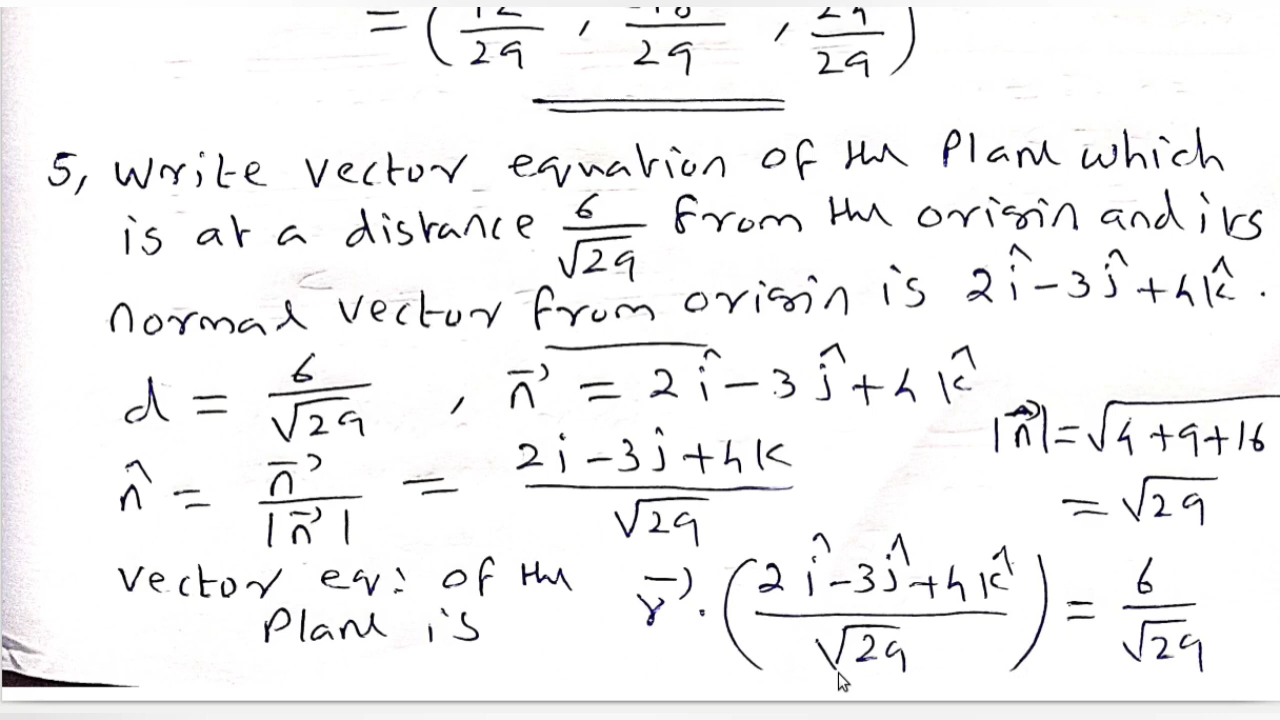 = (12/29 , -18/29 , 24/29)
5, Write vector equation of the Plane which
is at a distance 6/√29 from the origin and its
normal vector from origin is 2î-3ĵ+4k̂.
d = 6/√29 , n⃗ = 2î-3ĵ+4k̂
|n⃗| = √4+9+16
n̂ = n⃗/|n⃗| = 2i-3j+4k/√29
= √29
Vector eq: of the r⃗.(2î-3ĵ+4k̂/√29) = 6/√29
Plane is